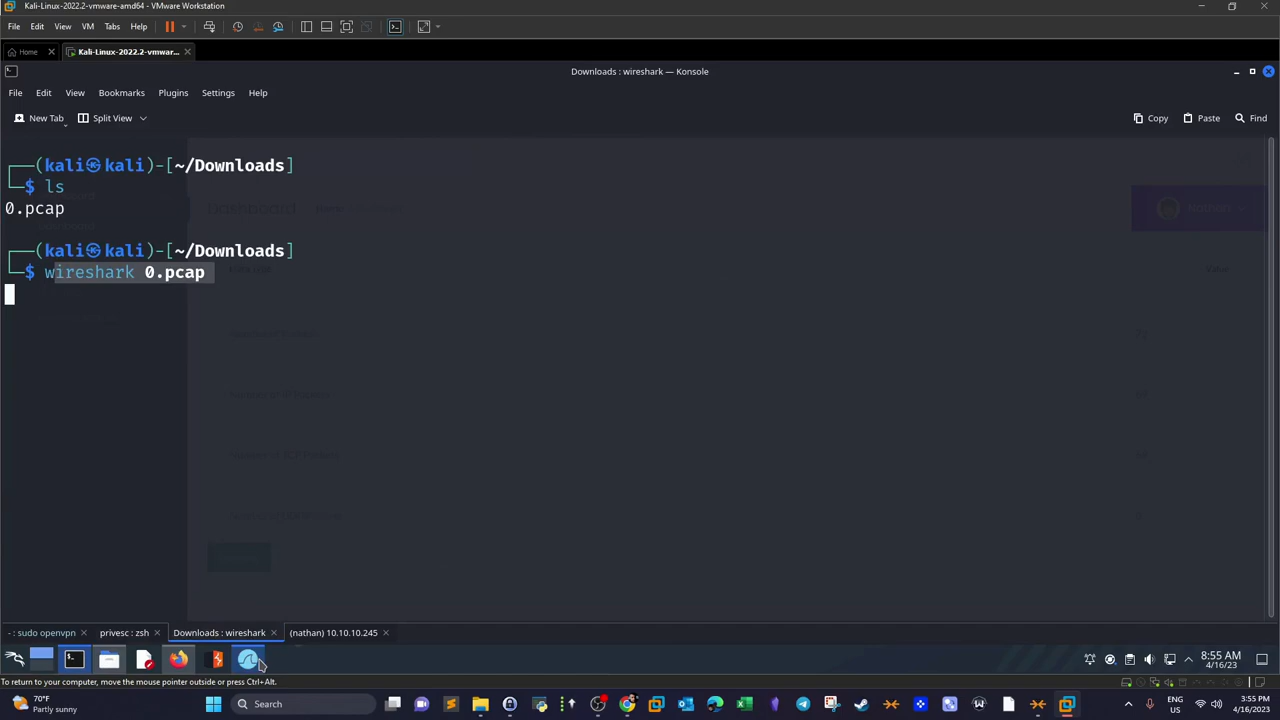 Kali-Linux-2022.2-vmware-amd64 - VMware Workstation
File Edit View VM Tabs Help
Home Kali-Linux-2022.2-vmwar...
Downloads : wireshark — Konsole
File Edit View Bookmarks Plugins Settings Help
New Tab Split View Copy Paste Find
┌──(kali㉿kali)-[~/Downloads]
└─$ ls
0.pcap
┌──(kali㉿kali)-[~/Downloads]
└─$ wireshark 0.pcap
Dashboard
Value
- : sudo openvpn privesc : zsh Downloads : wireshark (nathan) 10.10.10.245
8:55 AM
4/16/23
To return to your computer, move the mouse pointer outside or press Ctrl+Alt.
70°F
Partly sunny
Search
ENG
US
3:55 PM
4/16/2023